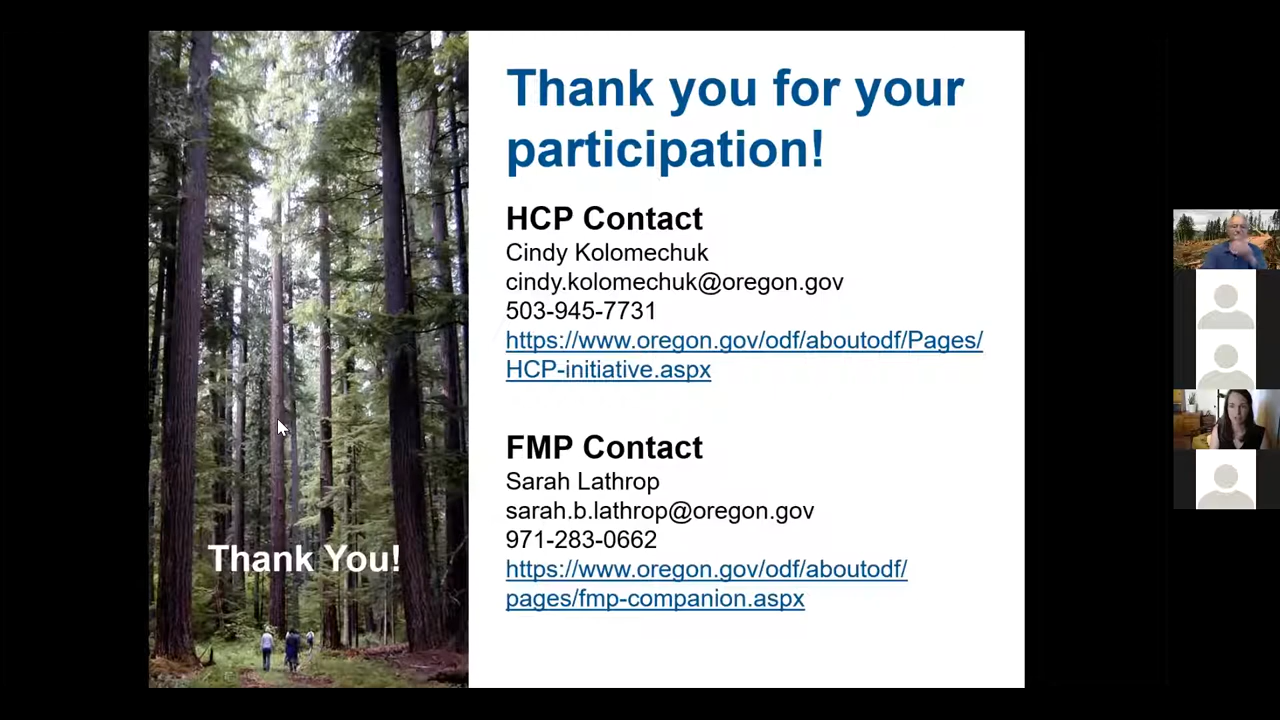 Thank you for your
participation!
HCP Contact
Cindy Kolomechuk
cindy.kolomechuk@oregon.gov
503-945-7731
https://www.oregon.gov/odf/aboutodf/Pages/
HCP-initiative.aspx
FMP Contact
Sarah Lathrop
sarah.b.lathrop@oregon.gov
971-283-0662
https://www.oregon.gov/odf/aboutodf/
pages/fmp-companion.aspx
Thank You!